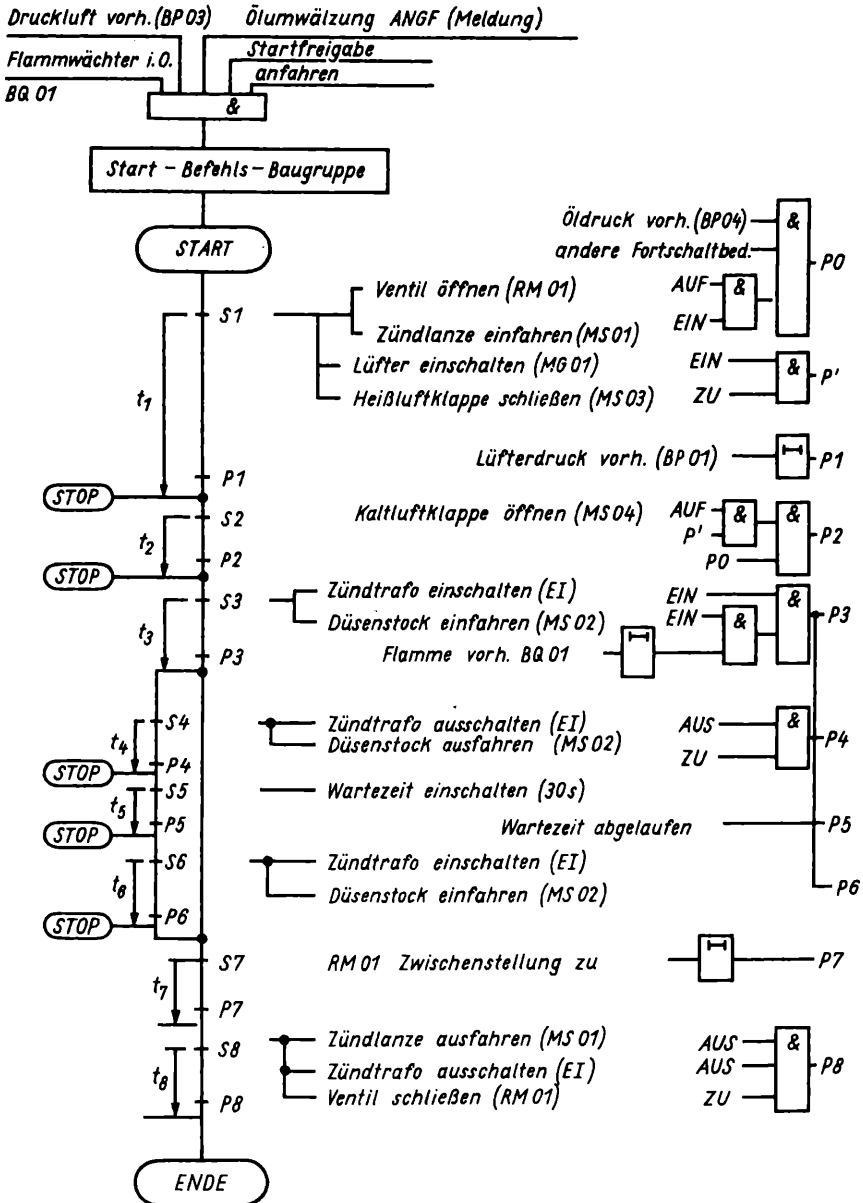 Druckluft vorh.(BP03) Ölumwälzung ANGF (Meldung)
Flammwächter i.O. Startfreigabe
anfahren
BQ 01
&
Start - Befehls - Baugruppe
START
Öldruck vorh.(BP04) &
andere Fortschaltbed. P0
Ventil öffnen (RM 01) AUF &
S1
EIN
Zündlanze einfahren (MS01)
Lüfter einschalten (MG 01) EIN & P'
Heißluftklappe schließen (MS 03) ZU
t1
Lüfterdruck vorh. (BP 01) P1
P1
STOP
S2 Kaltluftklappe öffnen (MS 04) AUF & &
t2 P' P2
P2 P0
STOP
S3 Zündtrafo einschalten (EI) EIN &
Düsenstock einfahren (MS 02) EIN & P3
t3
P3 Flamme vorh. BQ 01
S4 Zündtrafo ausschalten (EI) AUS &
t4 Düsenstock ausfahren (MS 02) P4
ZU
P4
STOP
S5 Wartezeit einschalten (30s)
t5
P5 Wartezeit abgelaufen P5
STOP
S6 Zündtrafo einschalten (EI)
t6 Düsenstock einfahren (MS 02) P6
P6
STOP
S7 RM 01 Zwischenstellung zu P7
t7
P7
S8 Zündlanze ausfahren (MS 01) AUS &
t8 Zündtrafo ausschalten (EI) AUS P8
P8 Ventil schließen (RM 01) ZU
ENDE